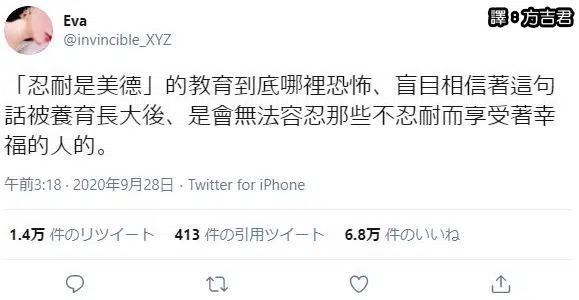 譯:方吉君
Eva
@invincible_XYZ
「忍耐是美德」的教育到底哪裡恐怖、盲目相信著這句
話被養育長大後、是會無法容忍那些不忍耐而享受著幸
福的人的。
午前3:18 · 2020年9月28日 · Twitter for iPhone
1.4万 件のリツイート 413 件の引用ツイート 6.8万 件のいいね